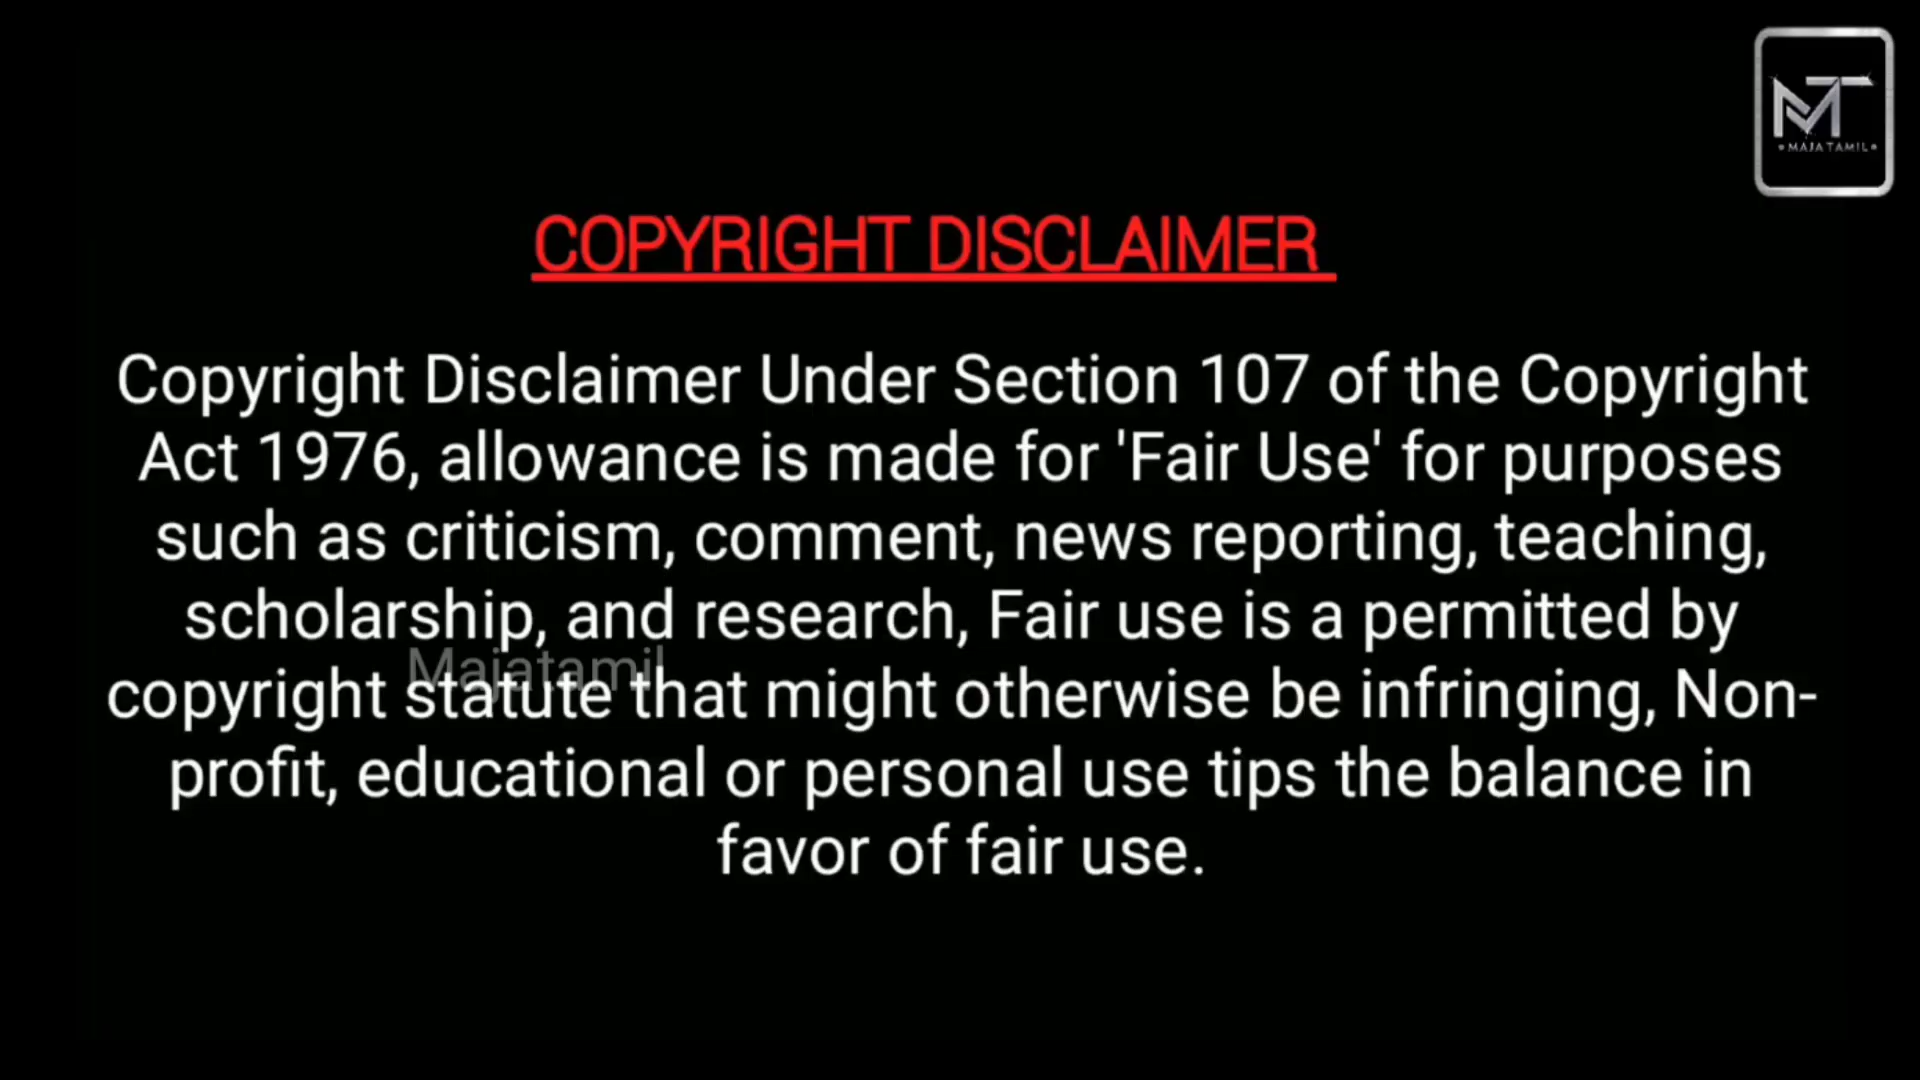 MT
•MAJATAMIL•
COPYRIGHT DISCLAIMER
Copyright Disclaimer Under Section 107 of the Copyright
Act 1976, allowance is made for 'Fair Use' for purposes
such as criticism, comment, news reporting, teaching,
scholarship, and research, Fair use is a permitted by
Majatamil
copyright statute that might otherwise be infringing, Non-
profit, educational or personal use tips the balance in
favor of fair use.